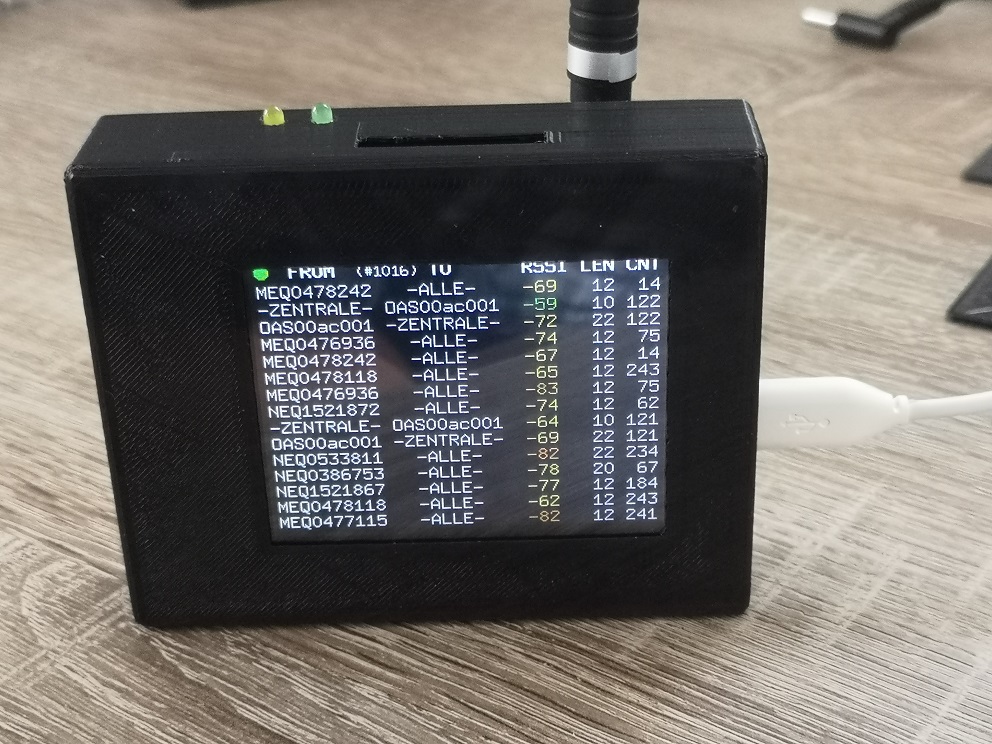 FROM (#1016) TO RSSI LEN CNT
MEQ0478242 -ALLE- -69 12 14
-ZENTRALE- OAS00ac001 -59 10 122
OAS00ac001 -ZENTRALE- -72 22 122
MEQ0476936 -ALLE- -74 12 75
MEQ0478242 -ALLE- -67 12 14
MEQ0478118 -ALLE- -65 12 243
MEQ0476936 -ALLE- -83 12 75
NEQ1521872 -ALLE- -74 12 62
-ZENTRALE- OAS00ac001 -64 10 121
OAS00ac001 -ZENTRALE- -69 22 121
NEQ0533811 -ALLE- -82 22 234
NEQ0386753 -ALLE- -78 20 67
NEQ1521867 -ALLE- -77 12 184
MEQ0478118 -ALLE- -62 12 243
MEQ0477115 -ALLE- -82 12 241